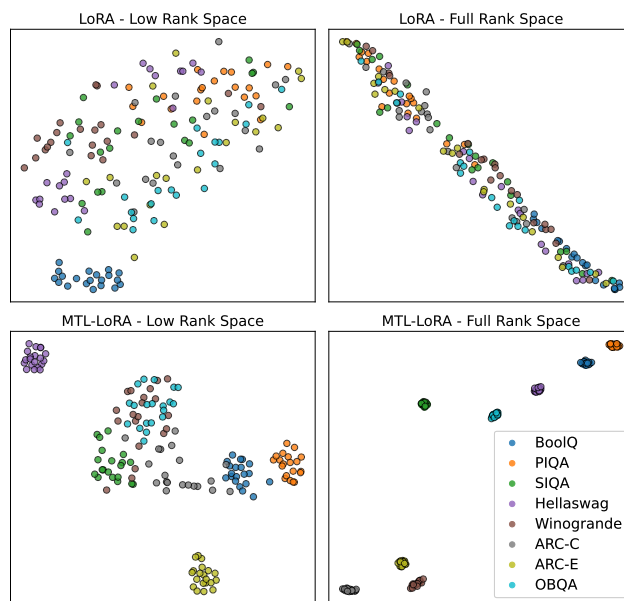 LoRA - Low Rank Space
LoRA - Full Rank Space
MTL-LoRA - Low Rank Space
MTL-LoRA - Full Rank Space
BoolQ
PIQA
SIQA
Hellaswag
Winogrande
ARC-C
ARC-E
OBQA